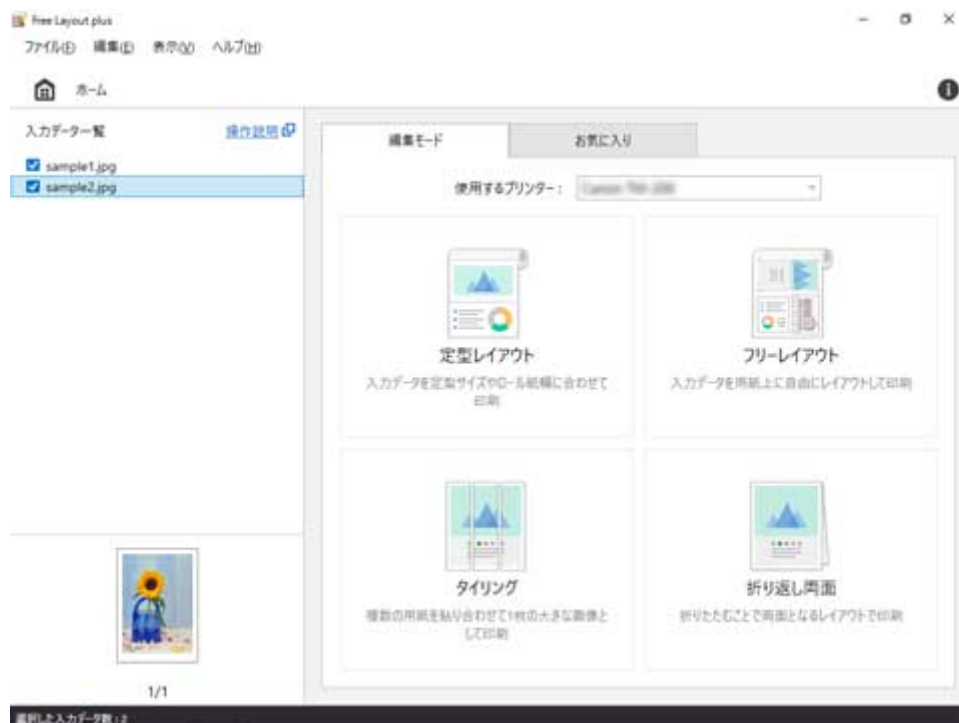 Free Layout plus
ファイル(F) 編集(E) 表示(V) ヘルプ(H)
ホーム
入力データ一覧 操作説明
sample1.jpg
sample2.jpg
編集モード お気に入り
使用するプリンター：
定型レイアウト
入力データを定型サイズやロール紙幅に合わせて
印刷
フリーレイアウト
入力データを用紙上に自由にレイアウトして印刷
タイリング
複数の用紙を貼り合わせて1枚の大きな画像と
して印刷
折り返し両面
折りたたむことで両面となるレイアウトで印刷
1/1
選択した入力データ数：2